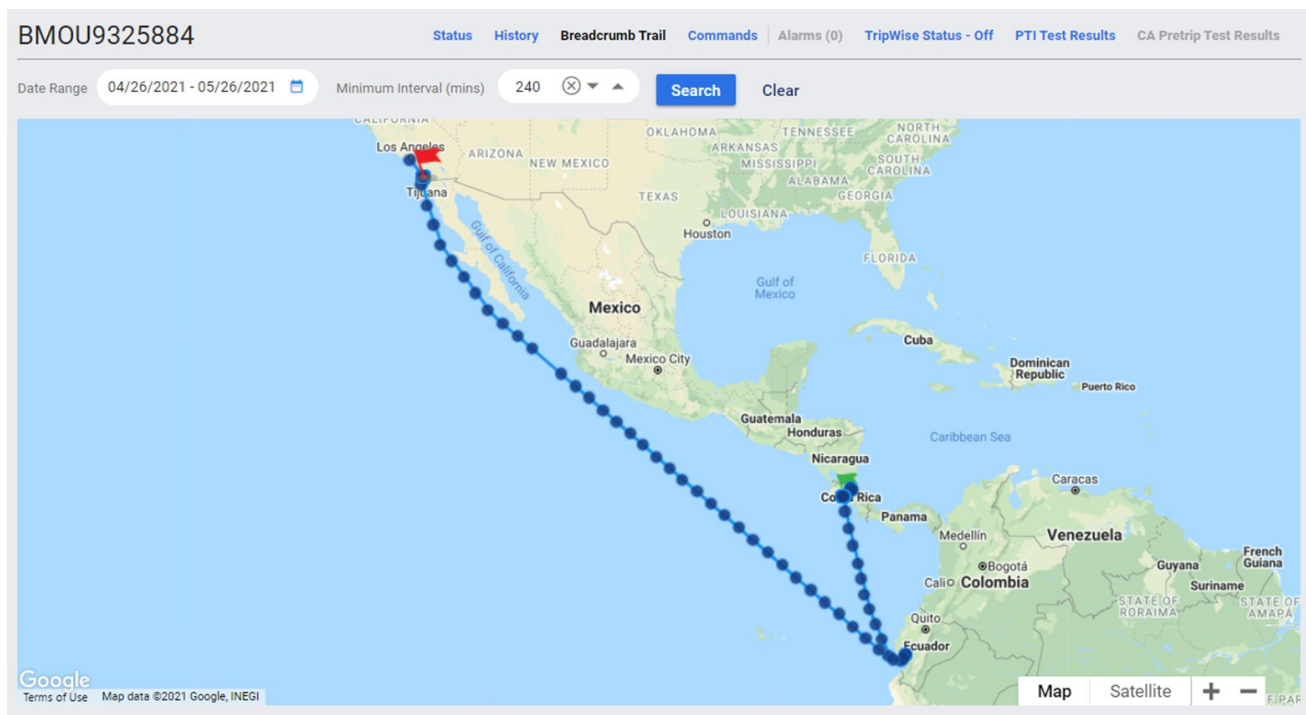 BMOU9325884
Status History Breadcrumb Trail Commands Alarms (0) TripWise Status - Off PTI Test Results CA Pretrip Test Results
Date Range 04/26/2021 - 05/26/2021 Minimum Interval (mins) 240 Search Clear
CALIFORNIA
OKLAHOMA
TENNESSEE
NORTH
CAROLINA
Los Angeles
ARIZONA
NEW MEXICO
ARKANSAS
MISSISSIPPI
SOUTH
CAROLINA
ALABAMA
Tijuana
TEXAS
GEORGIA
LOUISIANA
Houston
Gulf of California
FLORIDA
Gulf of
Mexico
Mexico
Guadalajara
Mexico City
Cuba
Dominican
Republic
Puerto Rico
Guatemala
Honduras
Caribbean Sea
Nicaragua
Costa Rica
Caracas
Panama
Medellín
Venezuela
Bogotá
Cali
Colombia
Guyana
French
Guiana
Suriname
STATE OF
RORAIMA
STATE OF
AMAPÁ
Quito
Ecuador
Google
Terms of Use Map data ©2021 Google, INEGI
Map Satellite